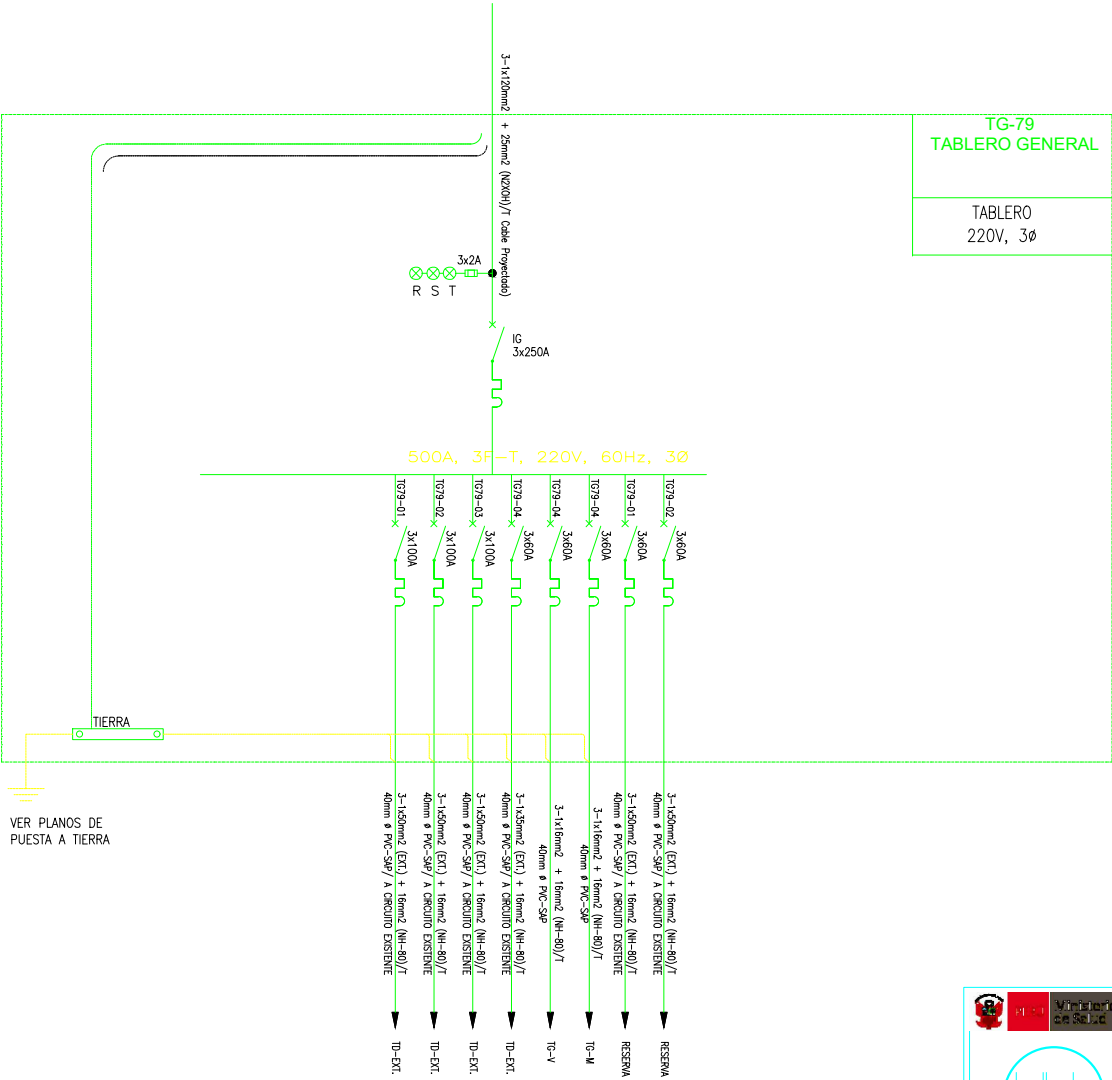 3-1x120mm2 + 25mm2 (N2XOH)/T Cable Proyectado)
TG-79
TABLERO GENERAL
TABLERO
220V, 3ø
3x2A
R S T
IG
3x250A
500A, 3F-T, 220V, 60Hz, 3Ø
TG79-01
TG79-02
TG79-03
TG79-04
TG79-04
TG79-04
TG79-01
TG79-02
3x100A
3x100A
3x100A
3x60A
3x60A
3x60A
3x60A
3x60A
TIERRA
VER PLANOS DE
PUESTA A TIERRA
3-1x50mm2 (EXT.) + 16mm2 (NH-80)/T
40mm ø PVC-SAP/ A CIRCUITO EXISTENTE
3-1x50mm2 (EXT.) + 16mm2 (NH-80)/T
40mm ø PVC-SAP/ A CIRCUITO EXISTENTE
3-1x50mm2 (EXT.) + 16mm2 (NH-80)/T
40mm ø PVC-SAP/ A CIRCUITO EXISTENTE
3-1x35mm2 (EXT.) + 16mm2 (NH-80)/T
40mm ø PVC-SAP/ A CIRCUITO EXISTENTE
3-1x16mm2 + 16mm2 (NH-80)/T
40mm ø PVC-SAP
3-1x16mm2 + 16mm2 (NH-80)/T
40mm ø PVC-SAP
3-1x50mm2 (EXT.) + 16mm2 (NH-80)/T
40mm ø PVC-SAP/ A CIRCUITO EXISTENTE
3-1x50mm2 (EXT.) + 16mm2 (NH-80)/T
40mm ø PVC-SAP/ A CIRCUITO EXISTENTE
TD-EXT.
TD-EXT.
TD-EXT.
TD-EXT.
TG-V
TG-M
RESERVA
RESERVA
de Salud